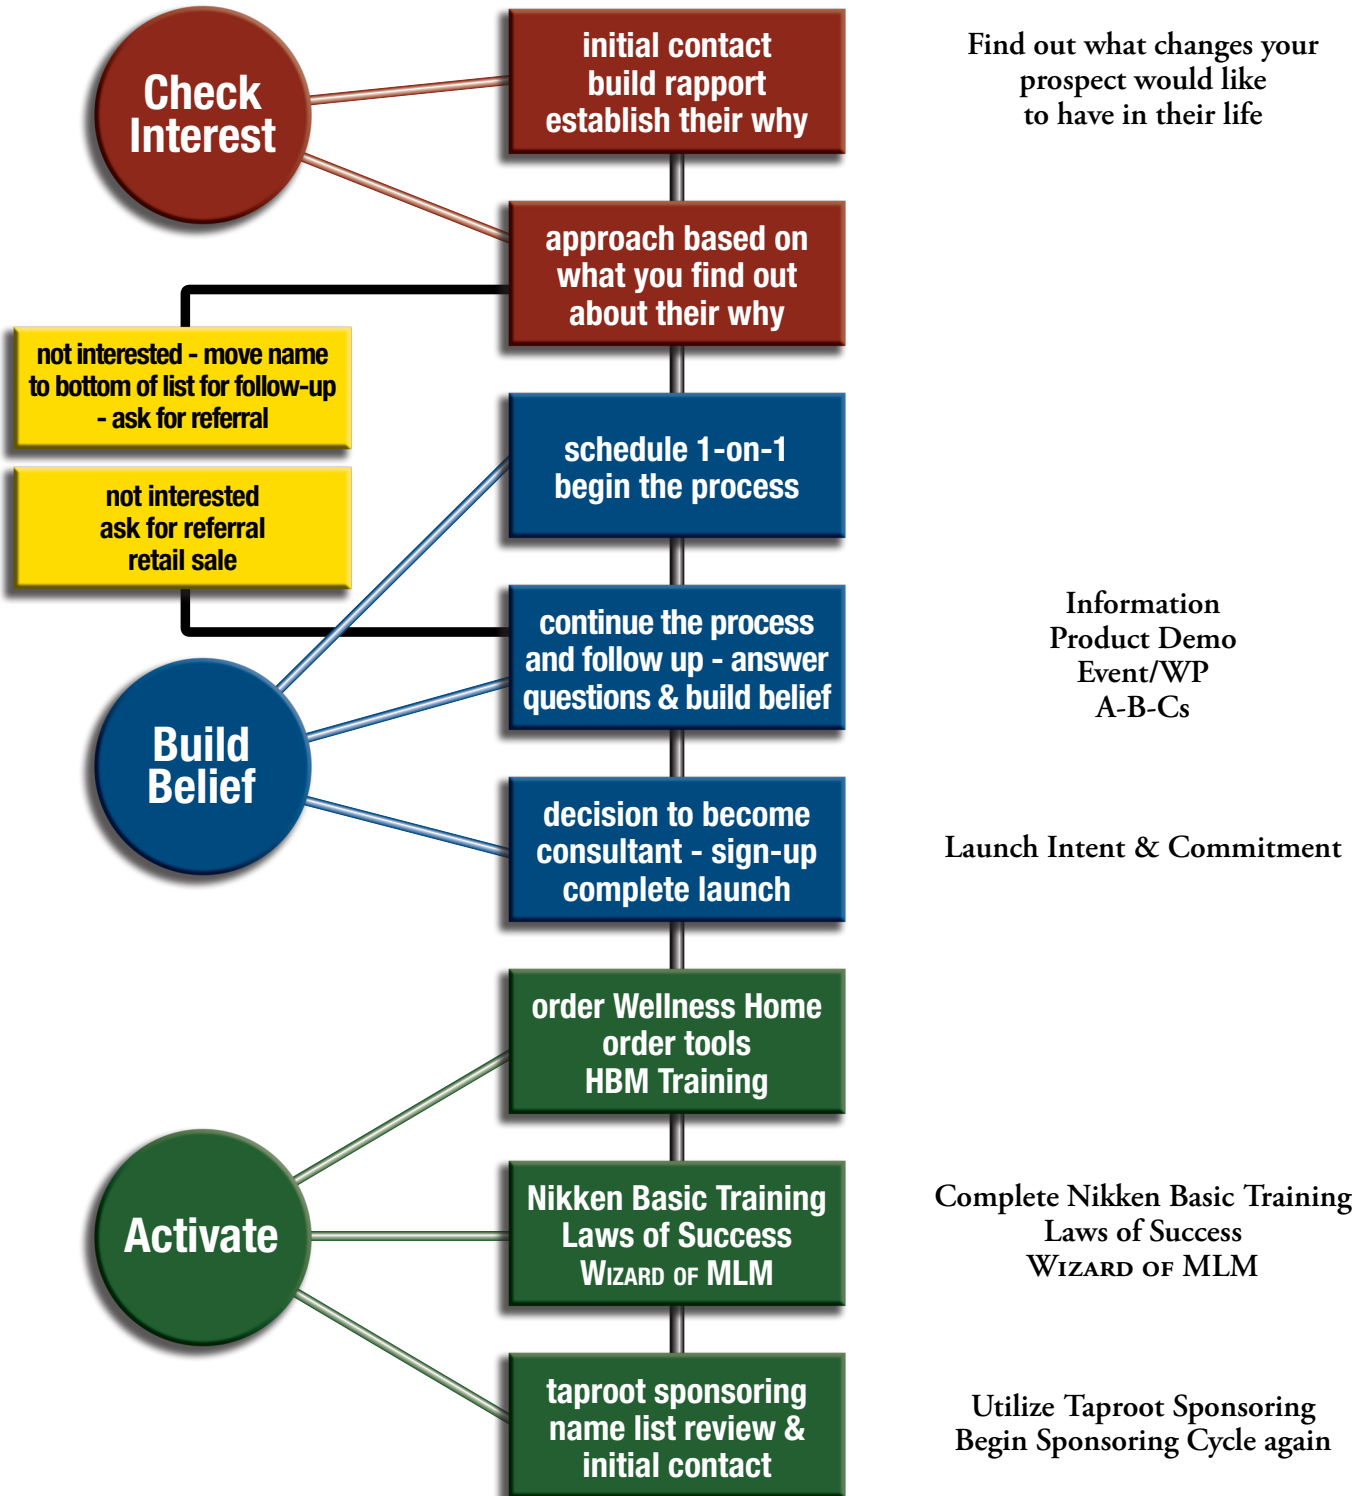 Check
Interest
initial contact
build rapport
establish their why
Find out what changes your
prospect would like
to have in their life
approach based on
what you find out
about their why
not interested - move name
to bottom of list for follow-up
- ask for referral
schedule 1-on-1
begin the process
not interested
ask for referral
retail sale
continue the process
and follow up - answer
questions & build belief
Information
Product Demo
Event/WP
A-B-Cs
Build
Belief
decision to become
consultant - sign-up
complete launch
Launch Intent & Commitment
order Wellness Home
order tools
HBM Training
Activate
Nikken Basic Training
Laws of Success
WIZARD OF MLM
Complete Nikken Basic Training
Laws of Success
WIZARD OF MLM
taproot sponsoring
name list review &
initial contact
Utilize Taproot Sponsoring
Begin Sponsoring Cycle again